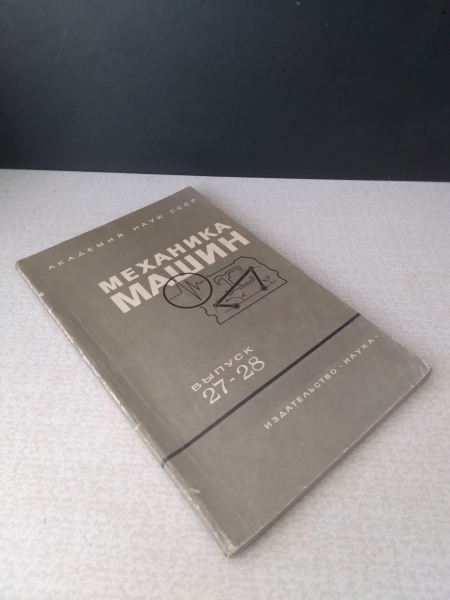 АКАДЕМИЯ НАУК СССР
МЕХАНИКА
МАШИН
ВЫПУСК
27-28
ИЗДАТЕЛЬСТВО «НАУКА»